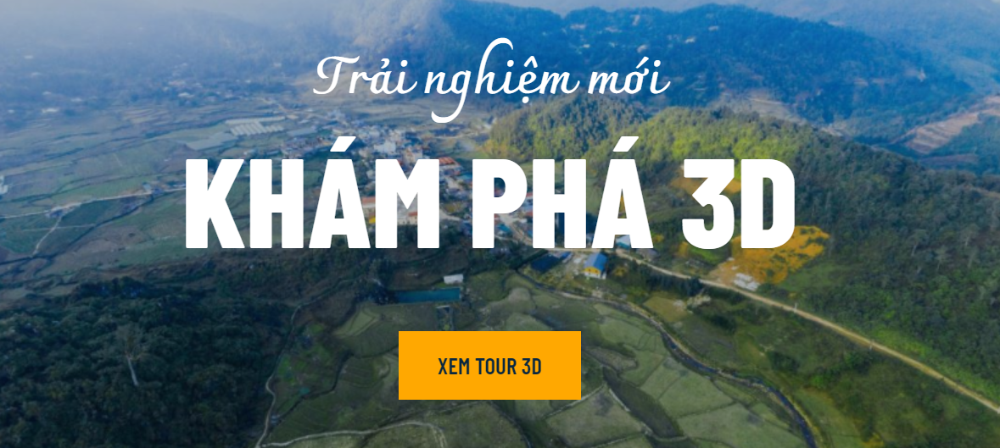 Trải nghiệm mới
KHÁM PHÁ 3D
XEM TOUR 3D